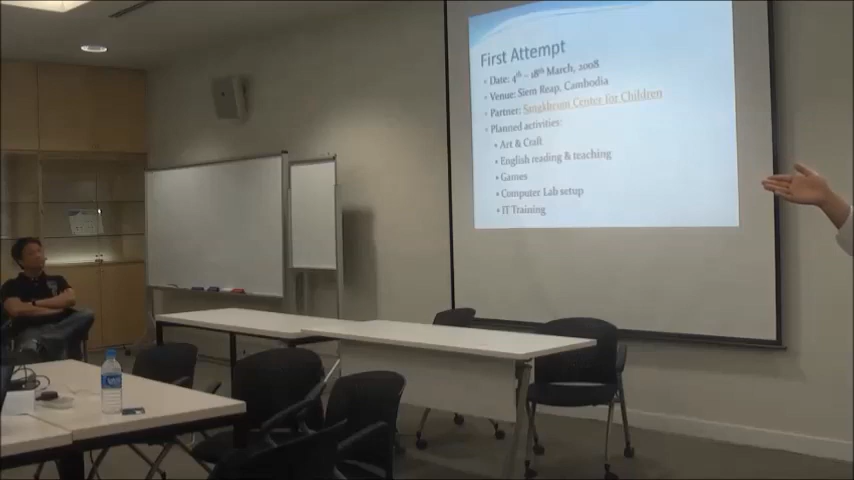 First Attempt
• Date: 4th – 18th March, 2008
• Venue: Siem Reap, Cambodia
• Partner: Sangkheum Center for Children
• Planned activities:
• Art & Craft
• English reading & teaching
• Games
• Computer Lab setup
• IT Training